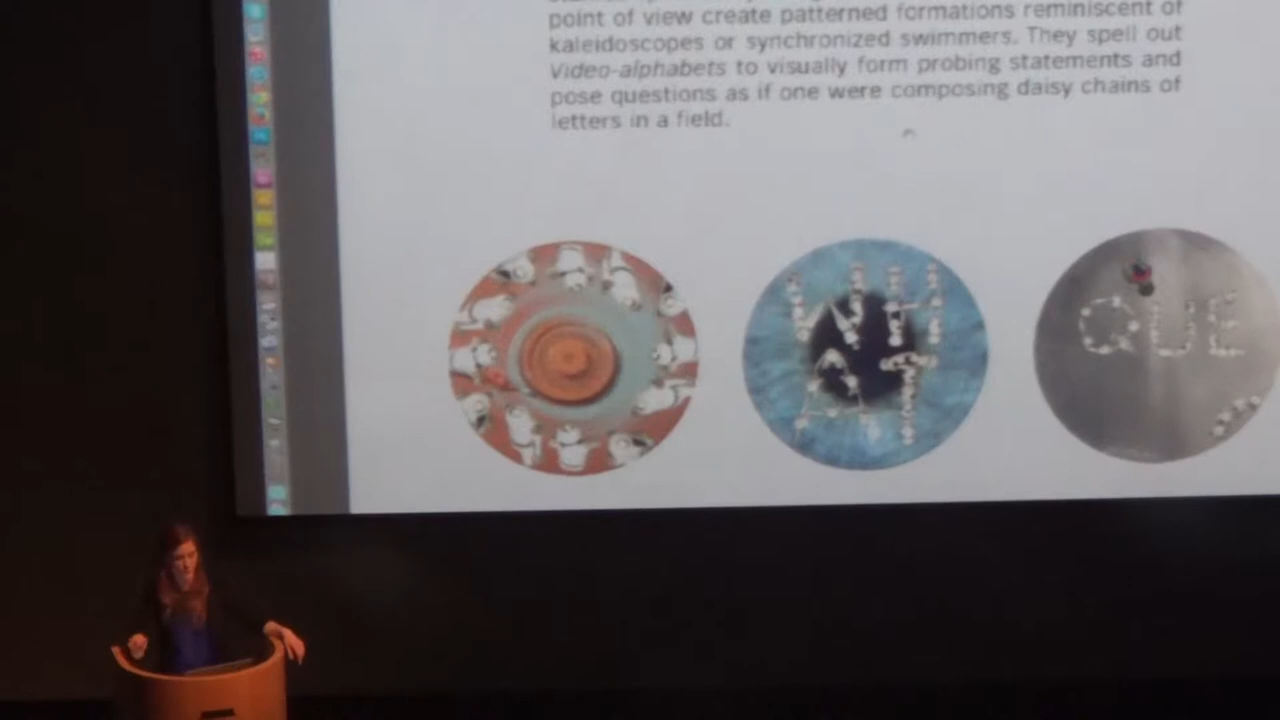 point of view create patterned formations reminiscent of
kaleidoscopes or synchronized swimmers. They spell out
Video-alphabets to visually form probing statements and
pose questions as if one were composing daisy chains of
letters in a field.
WHAT
QUE